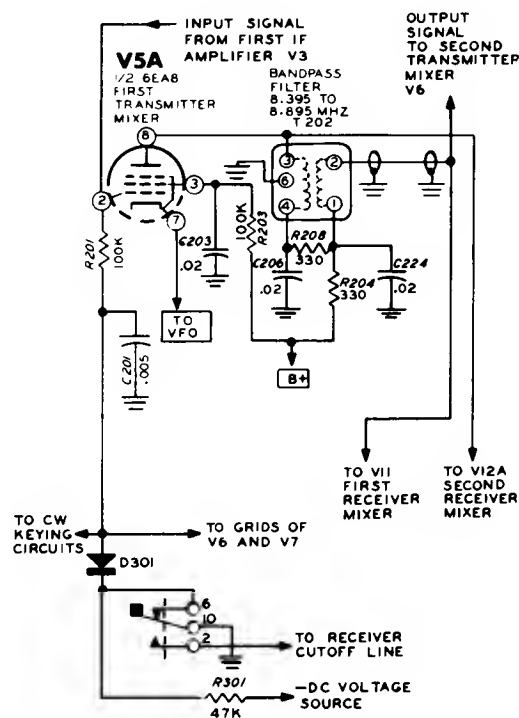 INPUT SIGNAL
FROM FIRST IF
AMPLIFIER V3
OUTPUT
SIGNAL
TO SECOND
TRANSMITTER
MIXER
V6
V5A
1/2 6EA8
FIRST
TRANSMITTER
MIXER
BANDPASS
FILTER
8.395 TO
8.895 MHZ
T 202
8
2
3
7
3
6
4
2
1
R201
100K
C203
.02
100K
R203
R208
330
C206
.02
R204
330
C224
.02
TO
VFO
C201
.005
B+
TO V11
FIRST
RECEIVER
MIXER
TO V12A
SECOND
RECEIVER
MIXER
TO CW
KEYING
CIRCUITS
TO GRIDS OF
V6 AND V7
D301
6
10
2
TO RECEIVER
CUTOFF LINE
R301
47K
-DC VOLTAGE
SOURCE